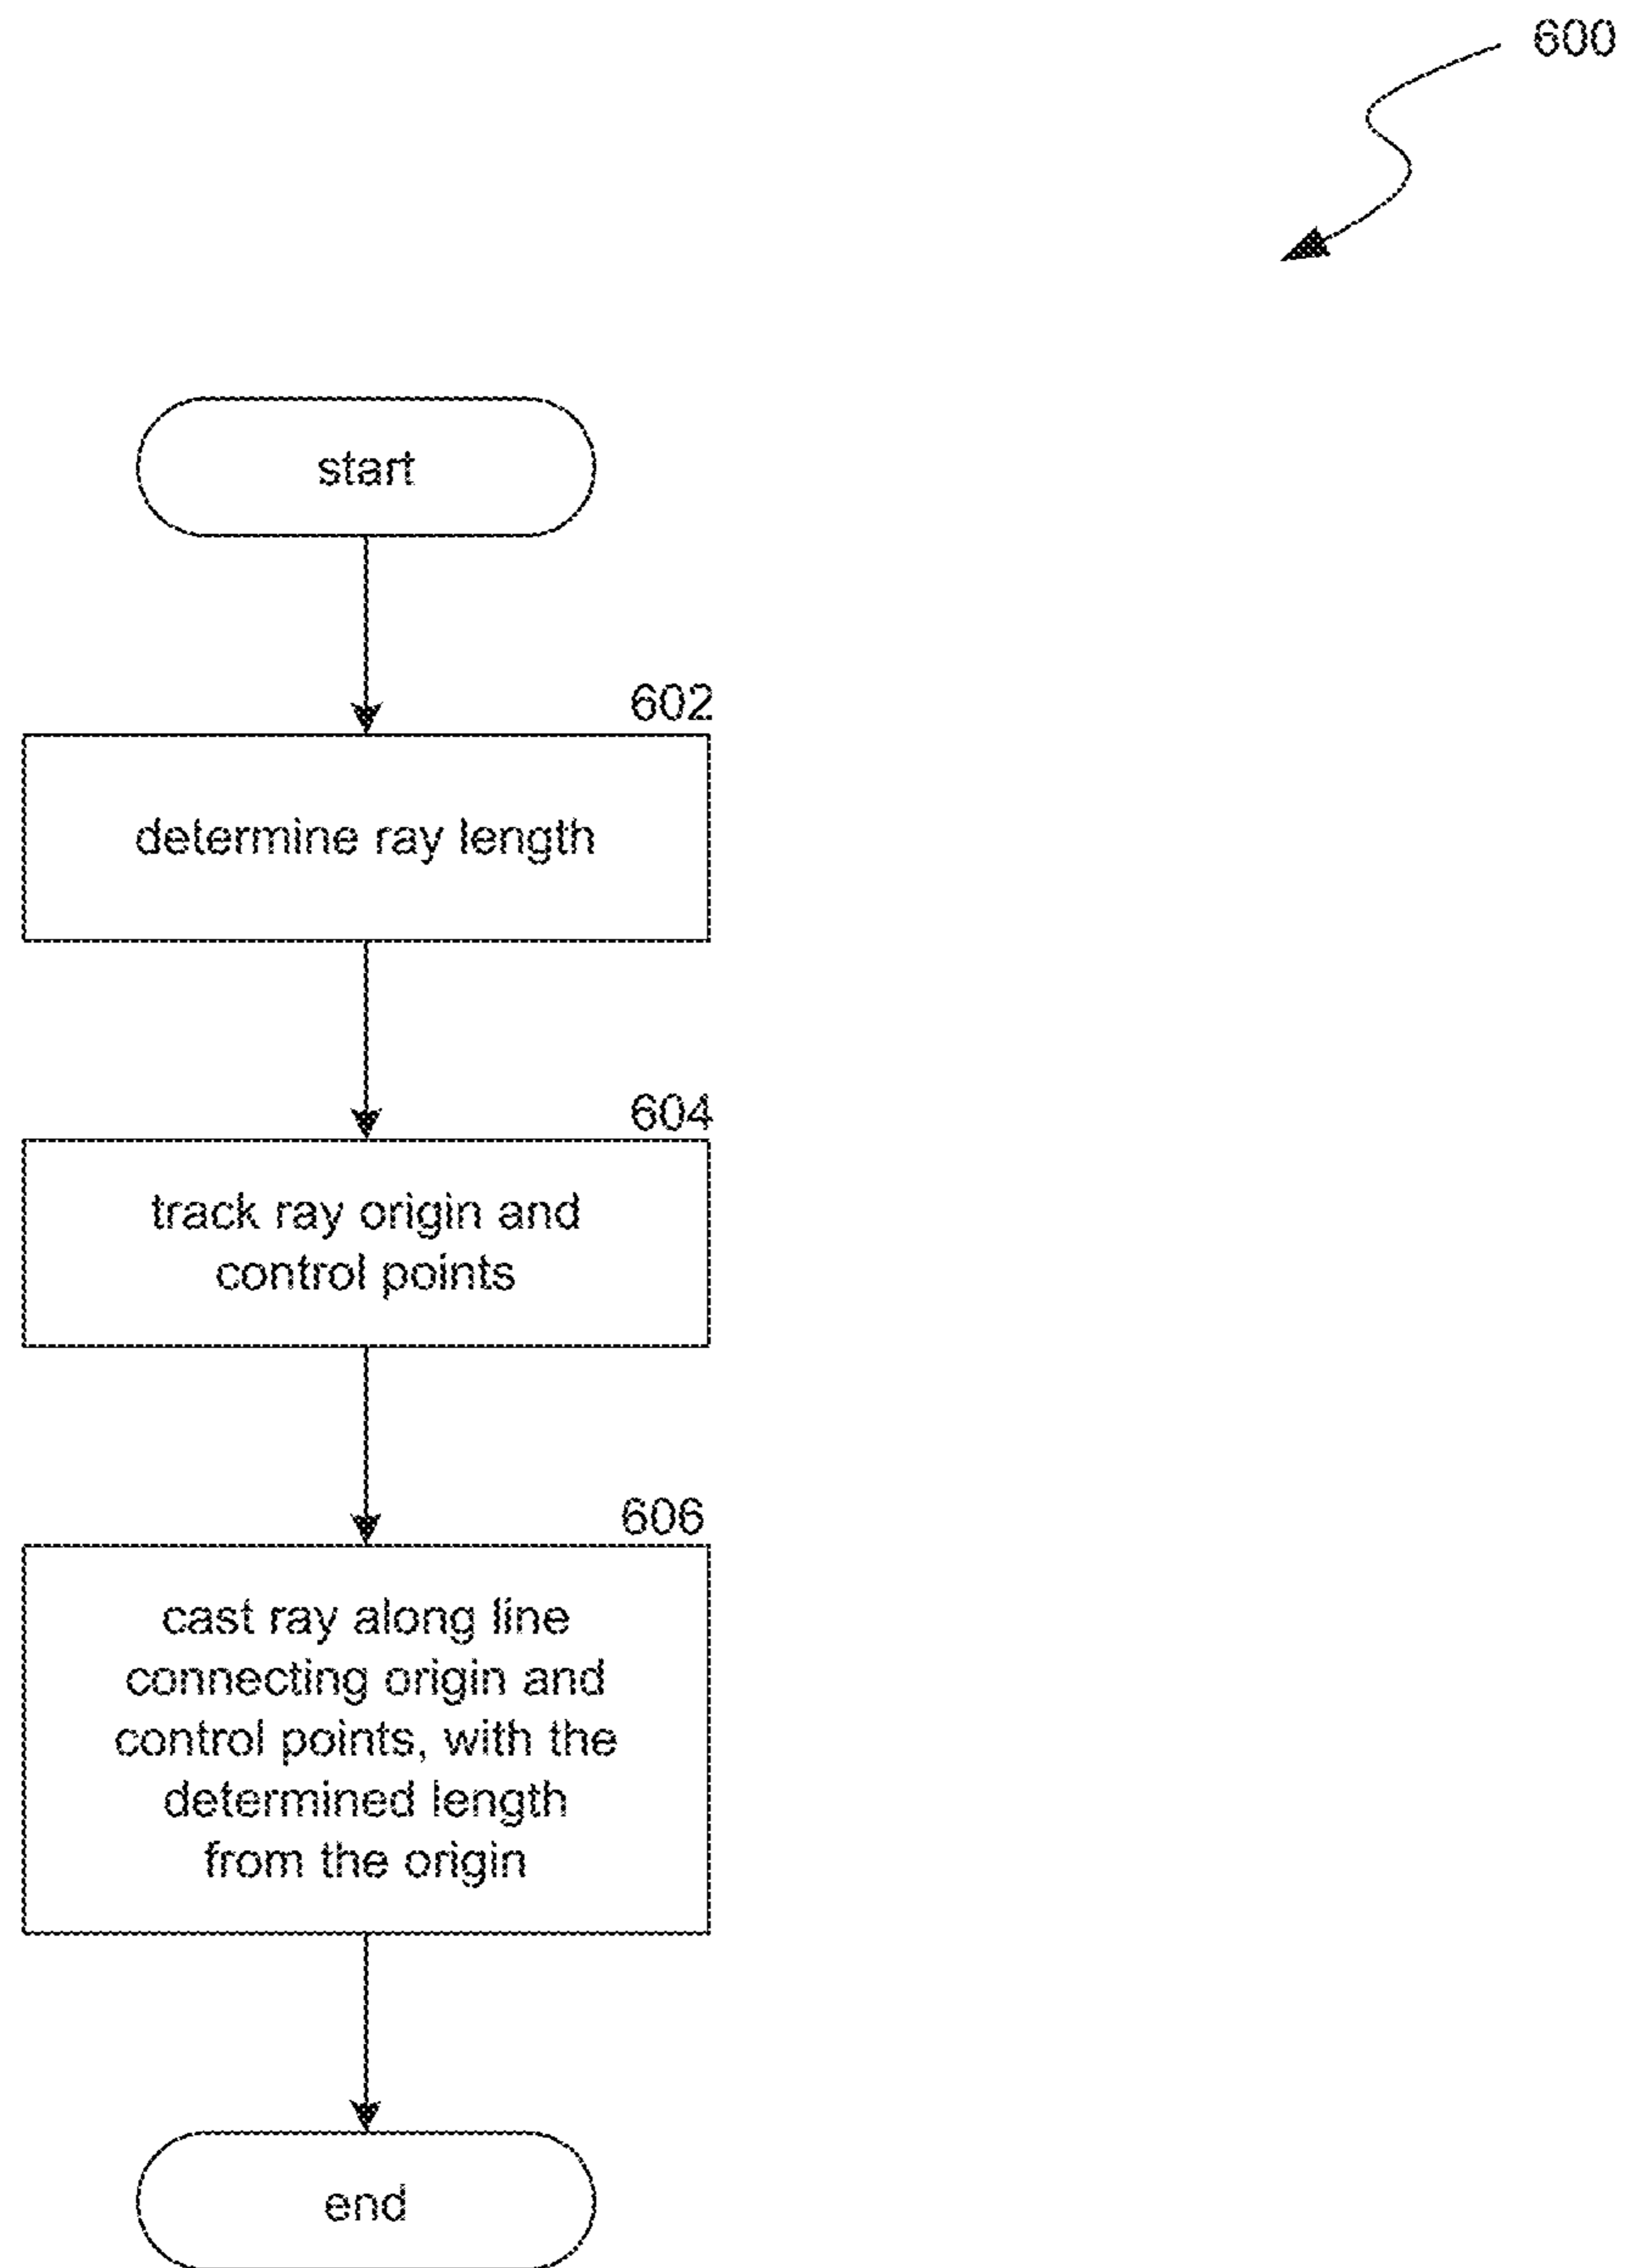 600
start
602
determine ray length
604
track ray origin and
control points
606
cast ray along line
connecting origin and
control points, with the
determined length
from the origin
end